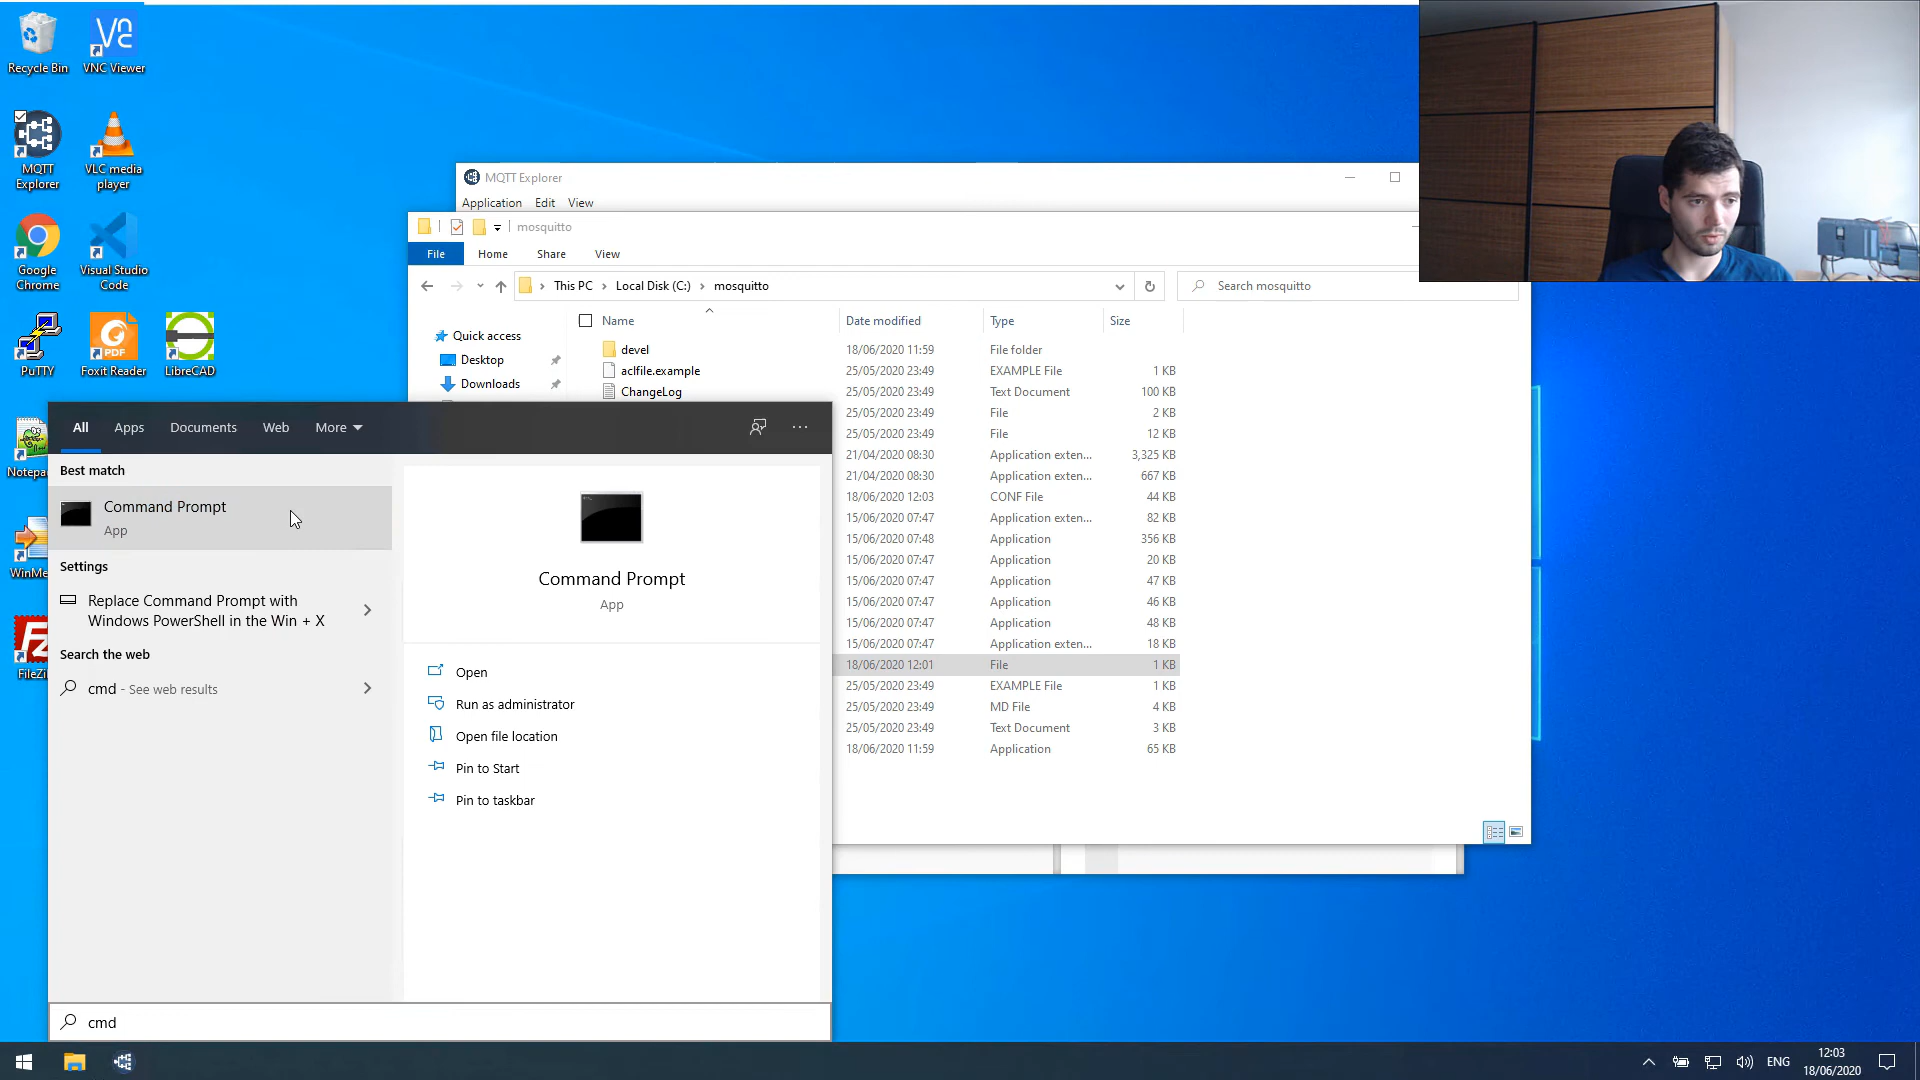 Recycle Bin
VNC Viewer
MQTT
Explorer
VLC media
player
Google
Chrome
Visual Studio
Code
PuTTY
PDF
Foxit Reader
LibreCAD
Notepa
WinMe
FileZil
MQTT Explorer
Application Edit View
mosquitto
File Home Share View
This PC Local Disk (C:) mosquitto
Search mosquitto
Name Date modified Type Size
Quick access
Desktop
Downloads
devel 18/06/2020 11:59 File folder
aclfile.example 25/05/2020 23:49 EXAMPLE File 1 KB
ChangeLog 25/05/2020 23:49 Text Document 100 KB
25/05/2020 23:49 File 2 KB
25/05/2020 23:49 File 12 KB
21/04/2020 08:30 Application exten... 3,325 KB
21/04/2020 08:30 Application exten... 667 KB
18/06/2020 12:03 CONF File 44 KB
15/06/2020 07:47 Application exten... 82 KB
15/06/2020 07:48 Application 356 KB
15/06/2020 07:47 Application 20 KB
15/06/2020 07:47 Application 47 KB
15/06/2020 07:47 Application 46 KB
15/06/2020 07:47 Application 48 KB
15/06/2020 07:47 Application exten... 18 KB
18/06/2020 12:01 File 1 KB
25/05/2020 23:49 EXAMPLE File 1 KB
25/05/2020 23:49 MD File 4 KB
25/05/2020 23:49 Text Document 3 KB
18/06/2020 11:59 Application 65 KB
All Apps Documents Web More
Best match
Command Prompt
App
Settings
Replace Command Prompt with
Windows PowerShell in the Win + X
Search the web
cmd - See web results
Command Prompt
App
Open
Run as administrator
Open file location
Pin to Start
Pin to taskbar
cmd
ENG
12:03
18/06/2020